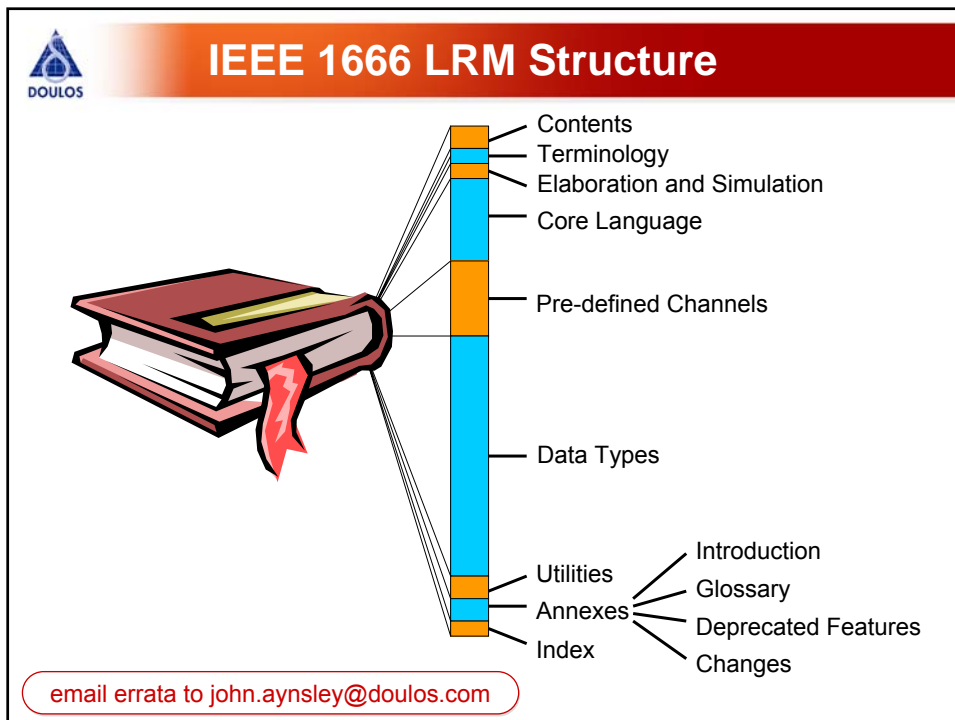 DOULOS
IEEE 1666 LRM Structure
Contents
Terminology
Elaboration and Simulation
Core Language
Pre-defined Channels
Data Types
Utilities
Annexes
Index
Introduction
Glossary
Deprecated Features
Changes
email errata to john.aynsley@doulos.com